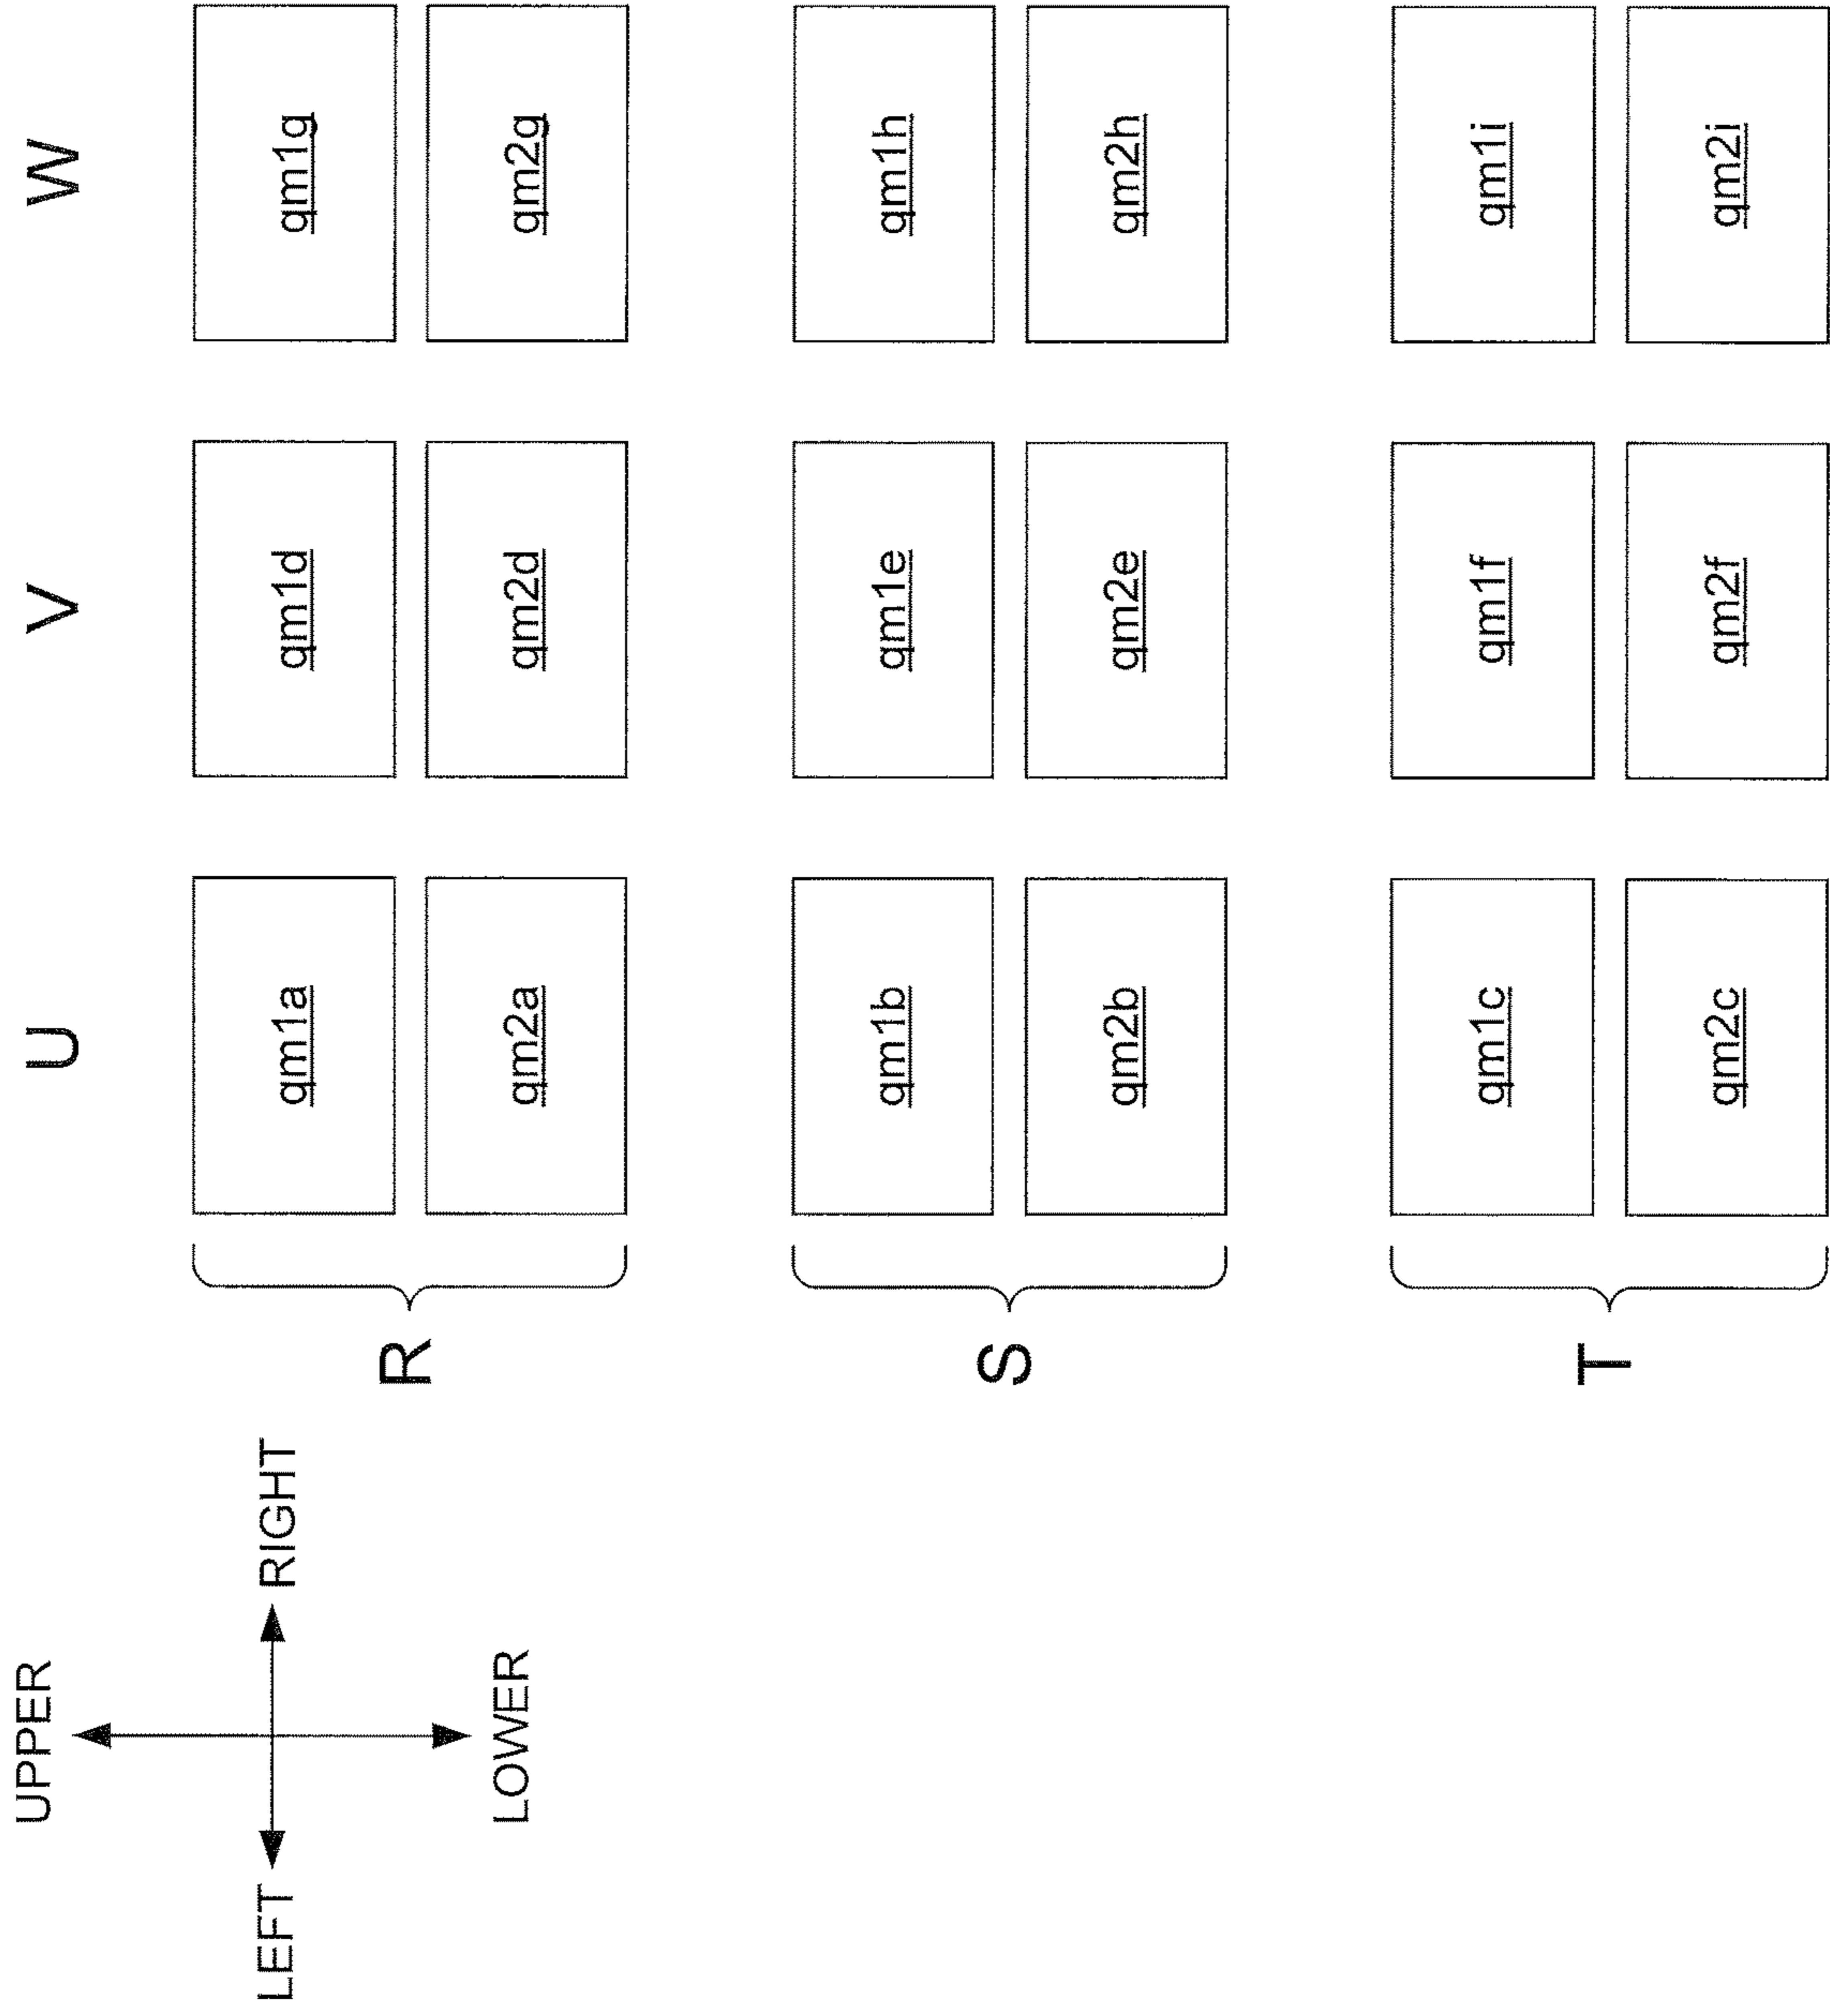 UPPER
U V W
LEFT RIGHT
qm1a qm1d qm1g
R
LOWER
qm2a qm2d qm2g
qm1b qm1e qm1h
S
qm2b qm2e qm2h
qm1c qm1f qm1i
T
qm2c qm2f qm2i